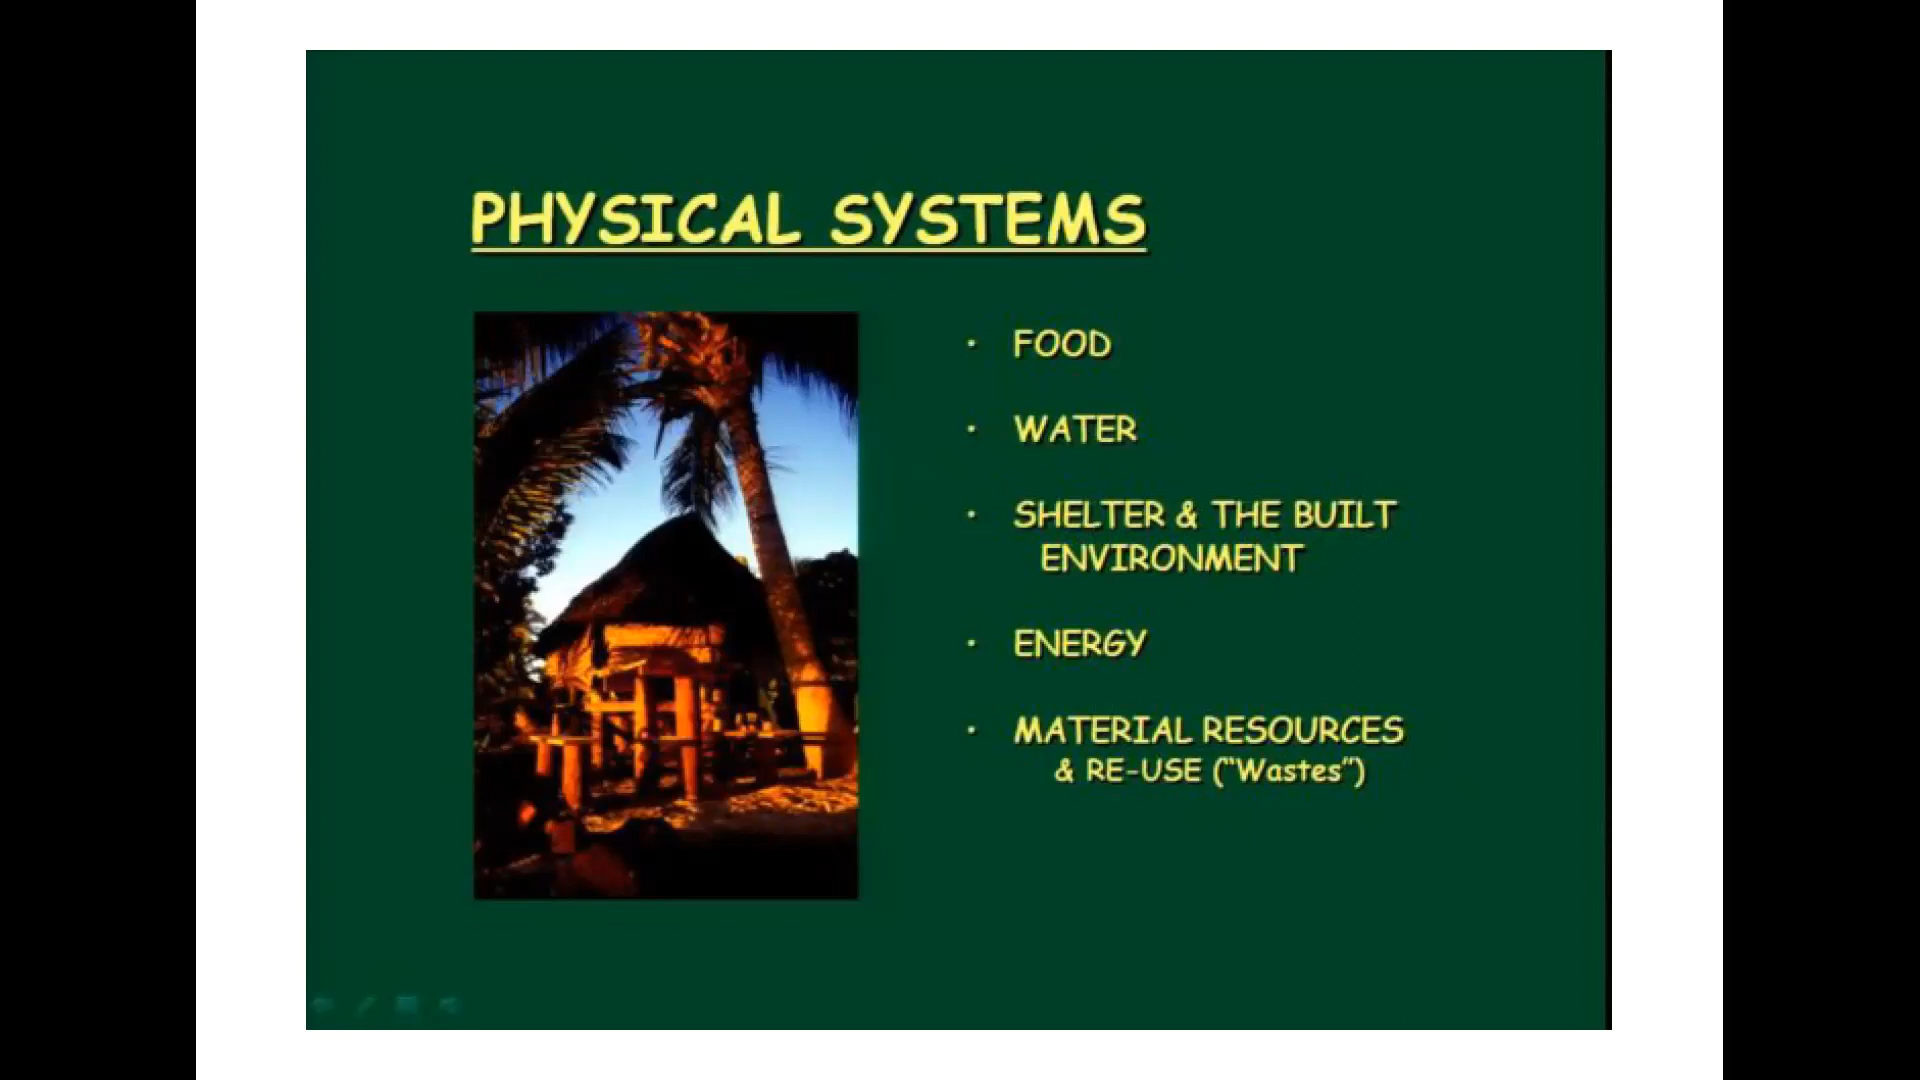 PHYSICAL SYSTEMS
· FOOD
· WATER
· SHELTER & THE BUILT
ENVIRONMENT
· ENERGY
· MATERIAL RESOURCES
& RE-USE ("Wastes")